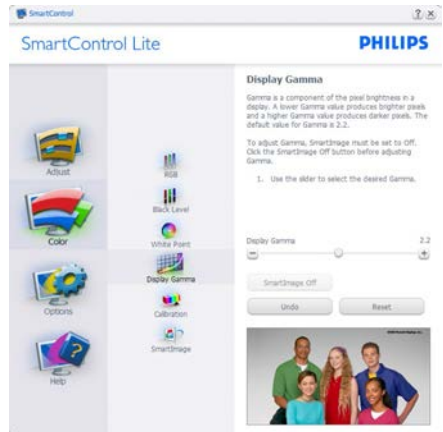 SmartControl
SmartControl Lite
PHILIPS
Adjust
Color
Options
Help
RGB
Black Level
White Point
Display Gamma
Calibration
SmartImage
Display Gamma
Gamma is a component of the pixel brightness in a
display. A lower Gamma value produces brighter pixels
and a higher Gamma value produces darker pixels. The
default value for Gamma is 2.2.
To adjust Gamma, SmartImage must be set to Off.
Click the SmartImage Off button before adjusting
Gamma.
1. Use the slider to select the desired Gamma.
Display Gamma 2.2
SmartImage Off
Undo Reset